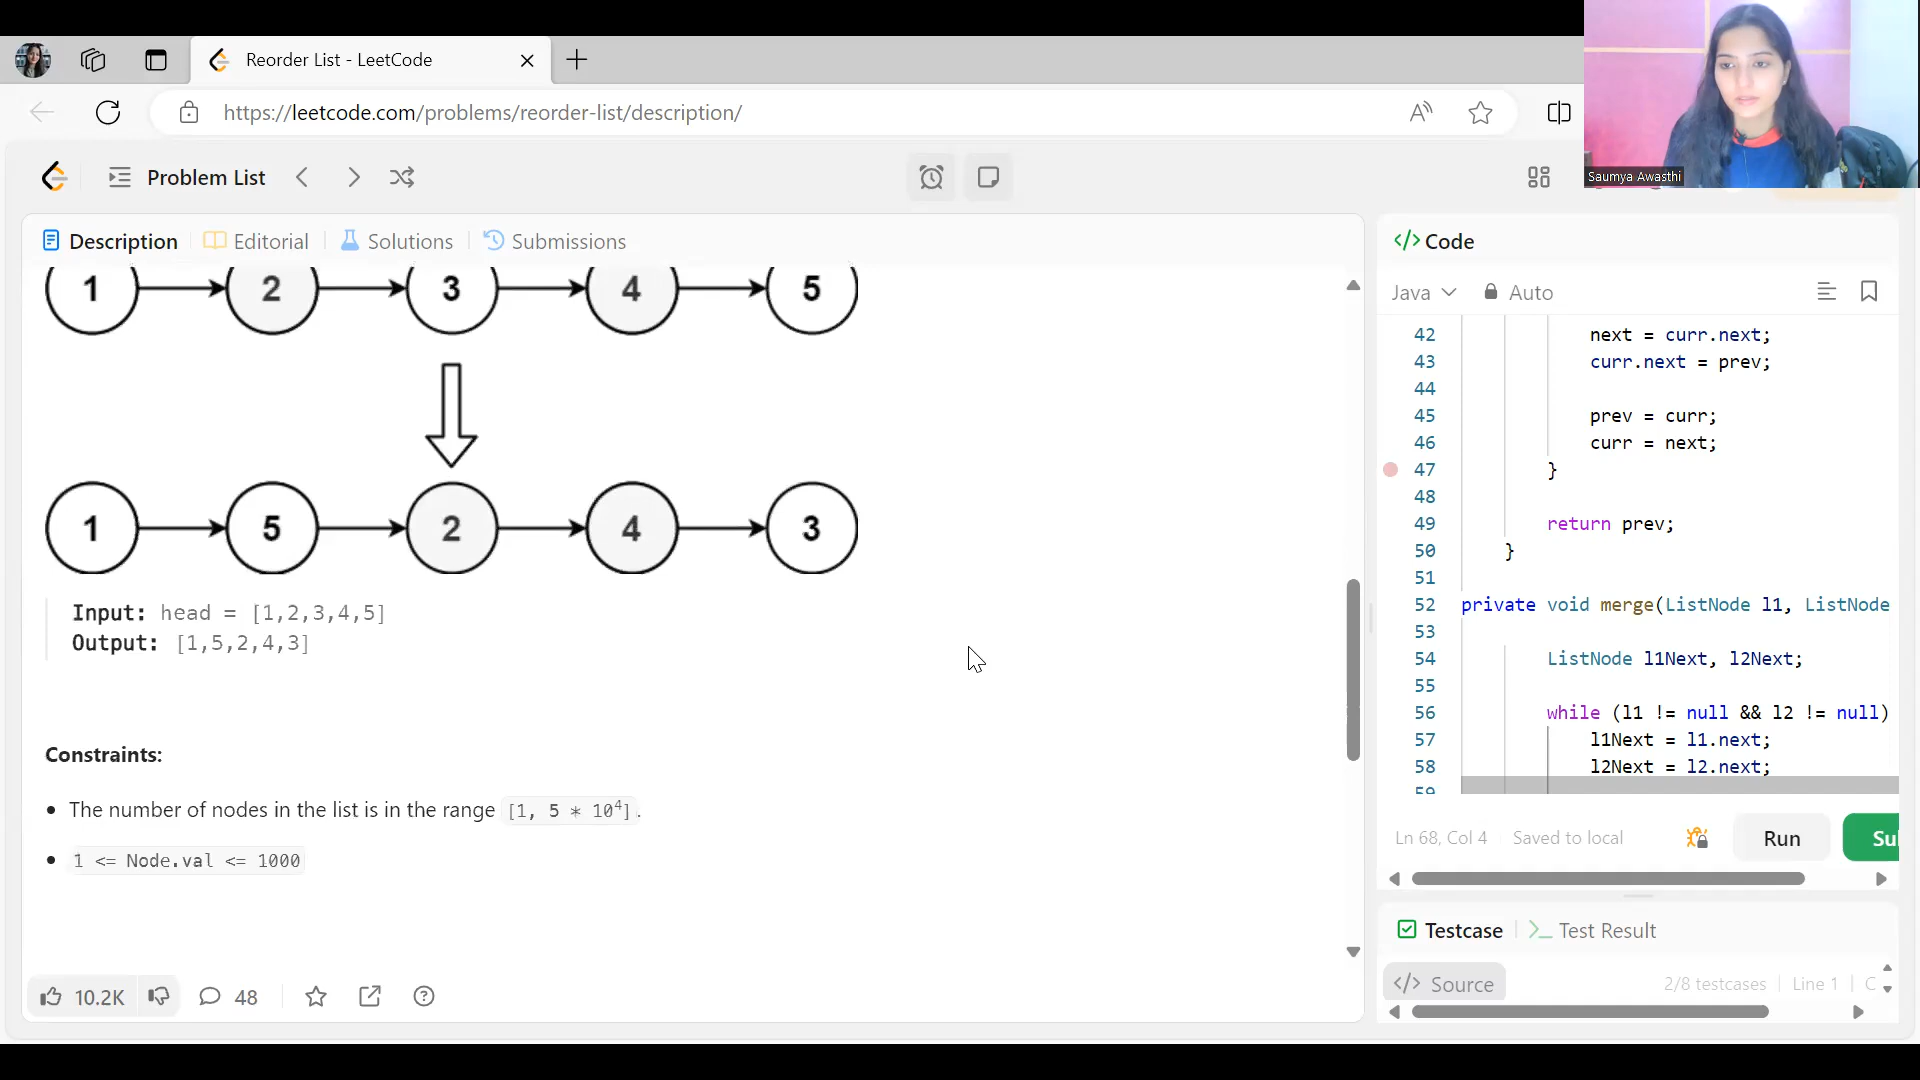 Reorder List - LeetCode
https://leetcode.com/problems/reorder-list/description/
Saumya Awasthi
Problem List
Description
Editorial
Solutions
Submissions
1 2 3 4 5
1 5 2 4 3
Input: head = [1,2,3,4,5]
Output: [1,5,2,4,3]
Constraints:
The number of nodes in the list is in the range [1, 5 * 10⁴].
1 <= Node.val <= 1000
10.2K
48
Code
Java
Auto
42 next = curr.next;
43 curr.next = prev;
44
45 prev = curr;
46 curr = next;
47 }
48
49 return prev;
50 }
51
52 private void merge(ListNode l1, ListNode
53
54 ListNode l1Next, l2Next;
55
56 while (l1 != null && l2 != null)
57 l1Next = l1.next;
58 l2Next = l2.next;
59
Ln 68, Col 4
Saved to local
Run
Su
Testcase
Test Result
Source
2/8 testcases
Line 1
C